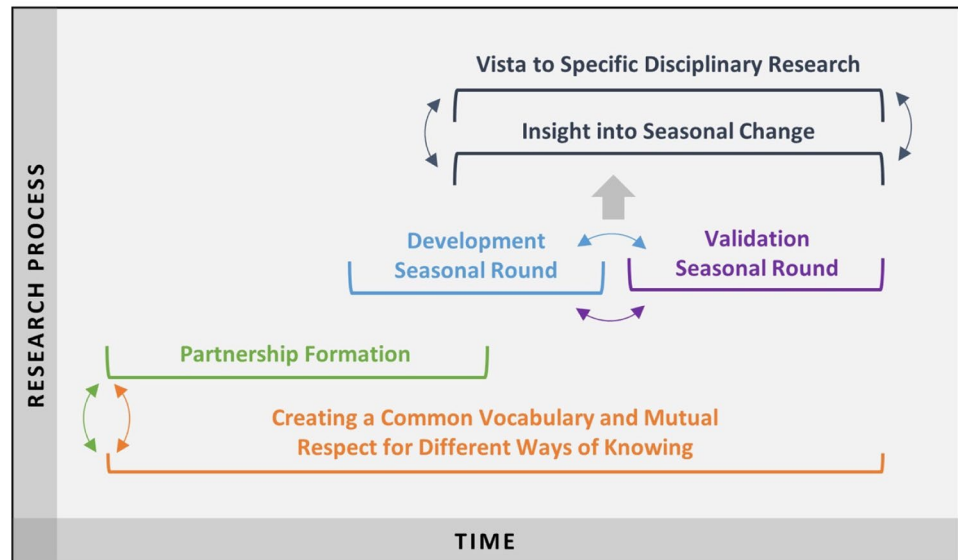 RESEARCH PROCESS
Vista to Specific Disciplinary Research
Insight into Seasonal Change
Development
Seasonal Round
Validation
Seasonal Round
Partnership Formation
Creating a Common Vocabulary and Mutual
Respect for Different Ways of Knowing
TIME